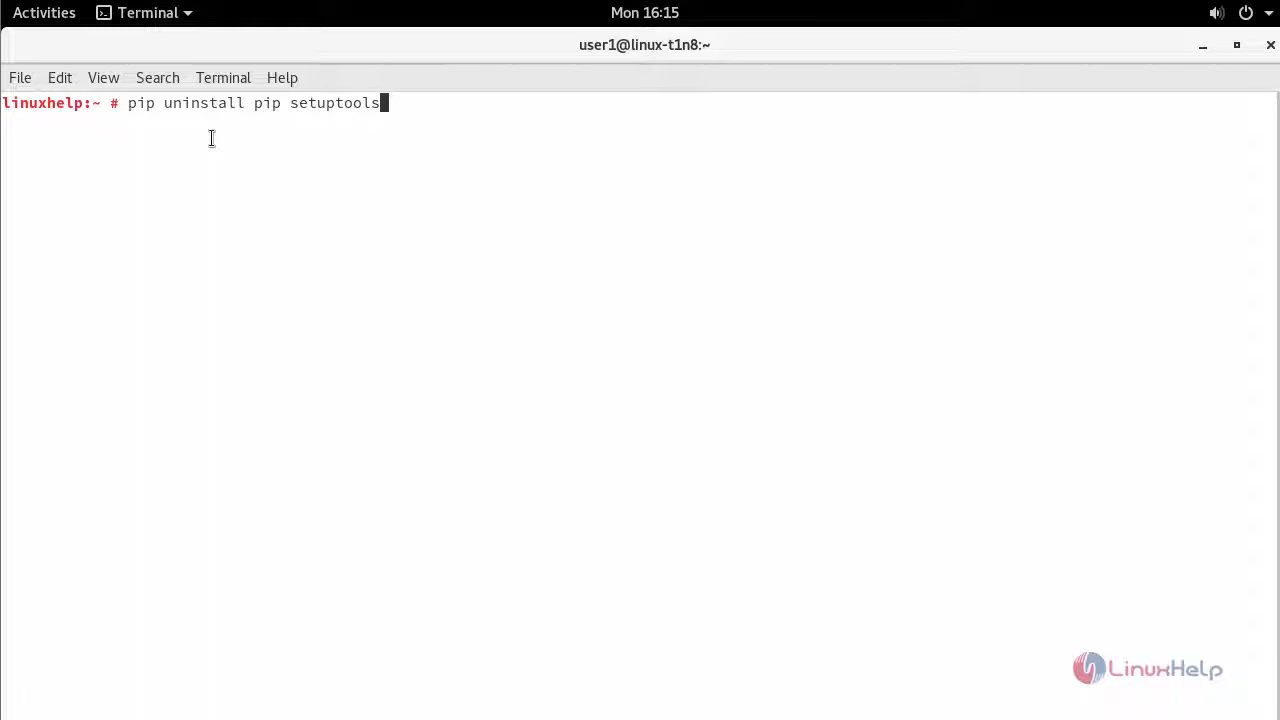 Activities Terminal Mon 16:15
user1@linux-t1n8:~
File Edit View Search Terminal Help
linuxhelp:~ # pip uninstall pip setuptools
LinuxHelp